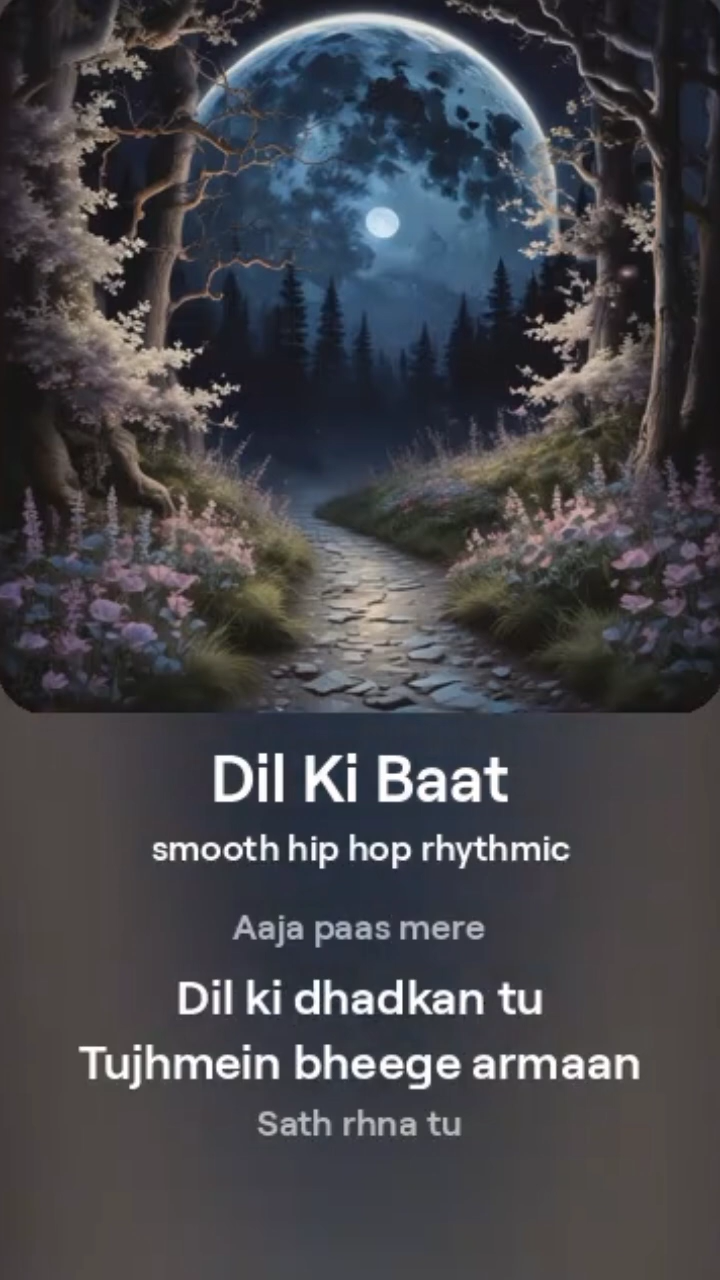 Dil Ki Baat
smooth hip hop rhythmic
Aaja paas mere
Dil ki dhadkan tu
Tujhmein bheege armaan
Sath rhna tu